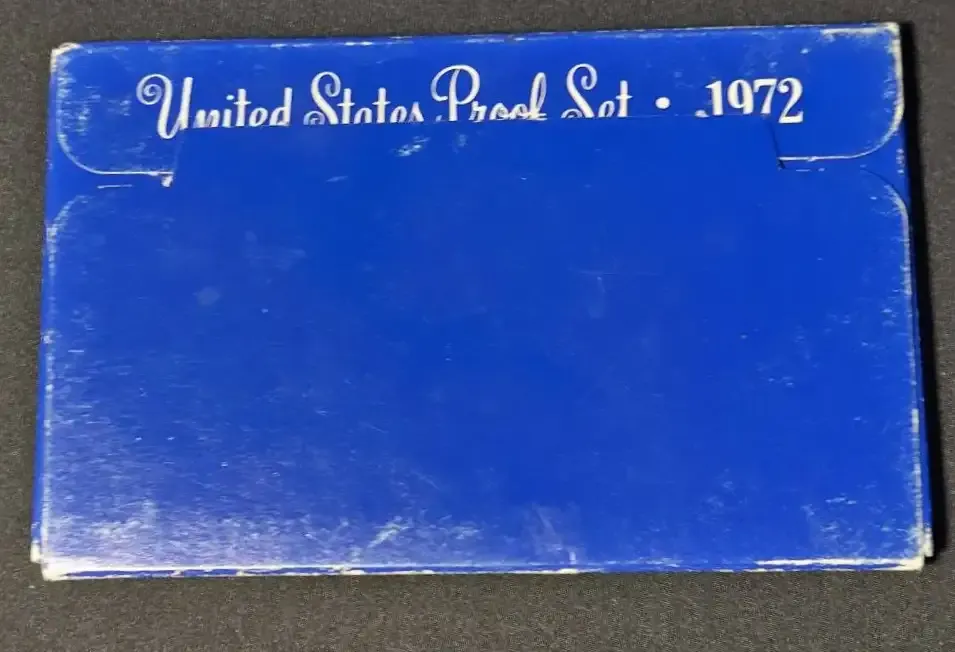 United States Proof Set • 1972